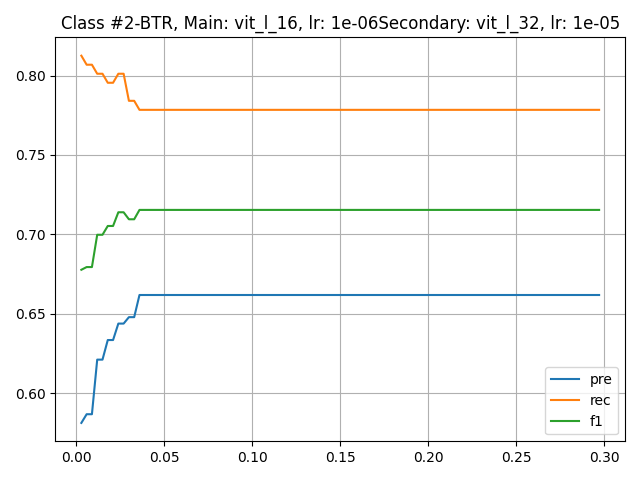 Class #2-BTR, Main: vit_l_16, lr: 1e-06Secondary: vit_l_32, lr: 1e-05
0.80
0.75
0.70
0.65
0.60
pre
rec
f1
0.00 0.05 0.10 0.15 0.20 0.25 0.30